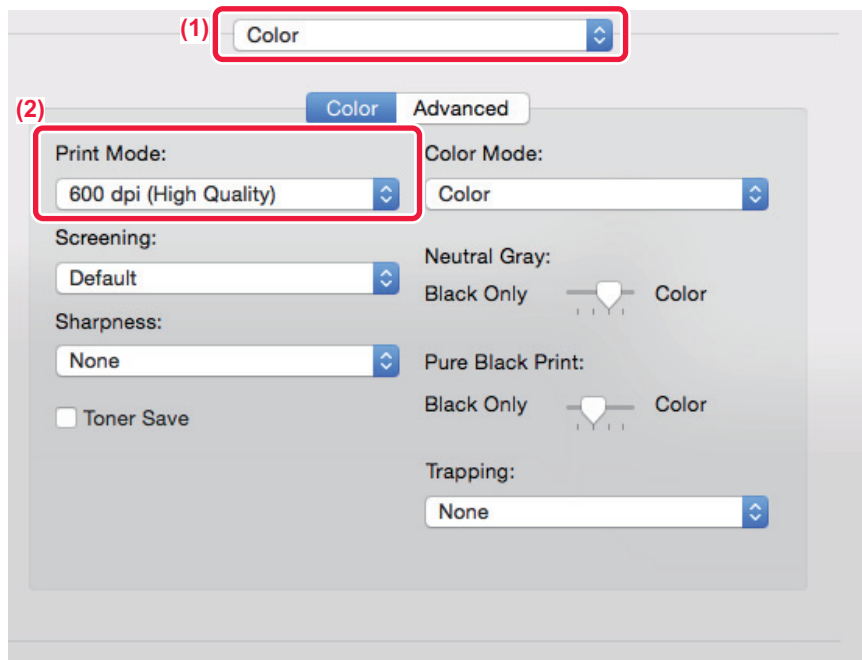 (1)
Color
(2)
Color
Advanced
Print Mode:
600 dpi (High Quality)
Screening:
Default
Sharpness:
None
Toner Save
Color Mode:
Color
Neutral Gray:
Black Only
Color
Pure Black Print:
Black Only
Color
Trapping:
None